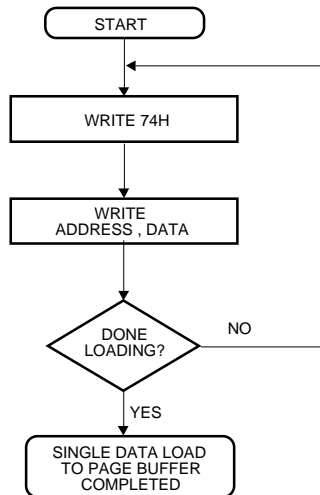 START
WRITE 74H
WRITE
ADDRESS , DATA
DONE
LOADING?
NO
YES
SINGLE DATA LOAD
TO PAGE BUFFER
COMPLETED